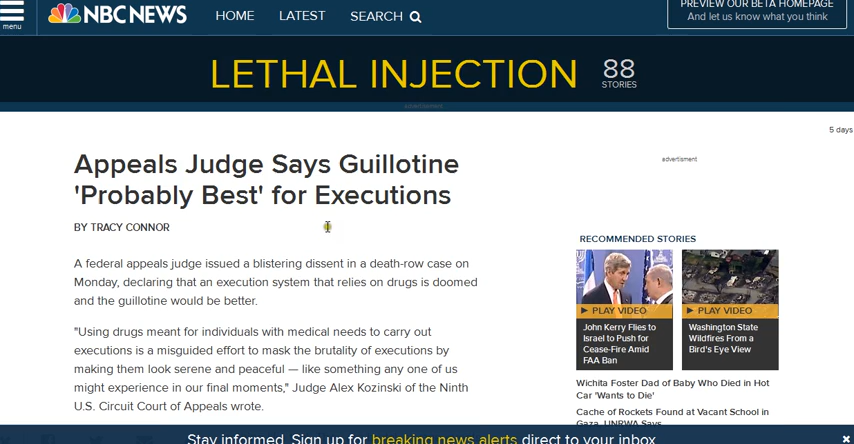 menu
NBC NEWS
HOME
LATEST
SEARCH
PREVIEW OUR BETA HOMEPAGE
And let us know what you think
LETHAL INJECTION
88
STORIES
advertisement
5 days
Appeals Judge Says Guillotine
'Probably Best' for Executions
BY TRACY CONNOR
A federal appeals judge issued a blistering dissent in a death-row case on
Monday, declaring that an execution system that relies on drugs is doomed
and the guillotine would be better.
"Using drugs meant for individuals with medical needs to carry out
executions is a misguided effort to mask the brutality of executions by
making them look serene and peaceful — like something any one of us
might experience in our final moments," Judge Alex Kozinski of the Ninth
U.S. Circuit Court of Appeals wrote.
advertisment
RECOMMENDED STORIES
PLAY VIDEO
John Kerry Flies to
Israel to Push for
Cease-Fire Amid
FAA Ban
PLAY VIDEO
Washington State
Wildfires From a
Bird's Eye View
Wichita Foster Dad of Baby Who Died in Hot
Car 'Wants to Die'
Cache of Rockets Found at Vacant School in
Gaza, UNRWA Says
Stay informed. Sign up for breaking news alerts direct to your inbox